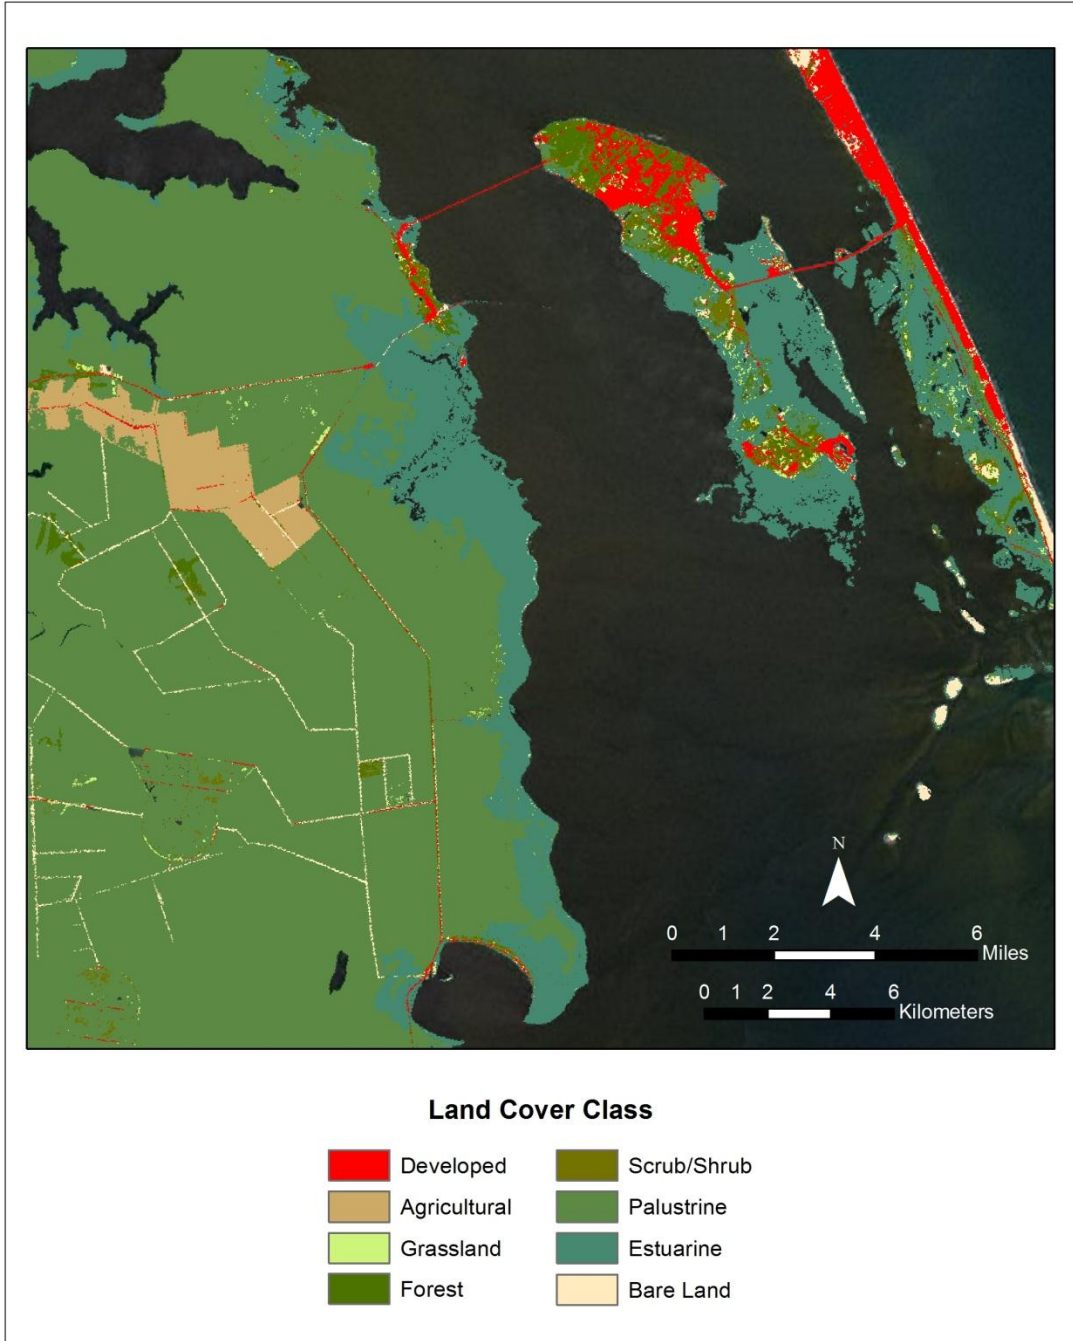 N
0 1 2 4 6
Miles
0 1 2 4 6
Kilometers
Land Cover Class
Developed Scrub/Shrub
Agricultural Palustrine
Grassland Estuarine
Forest Bare Land